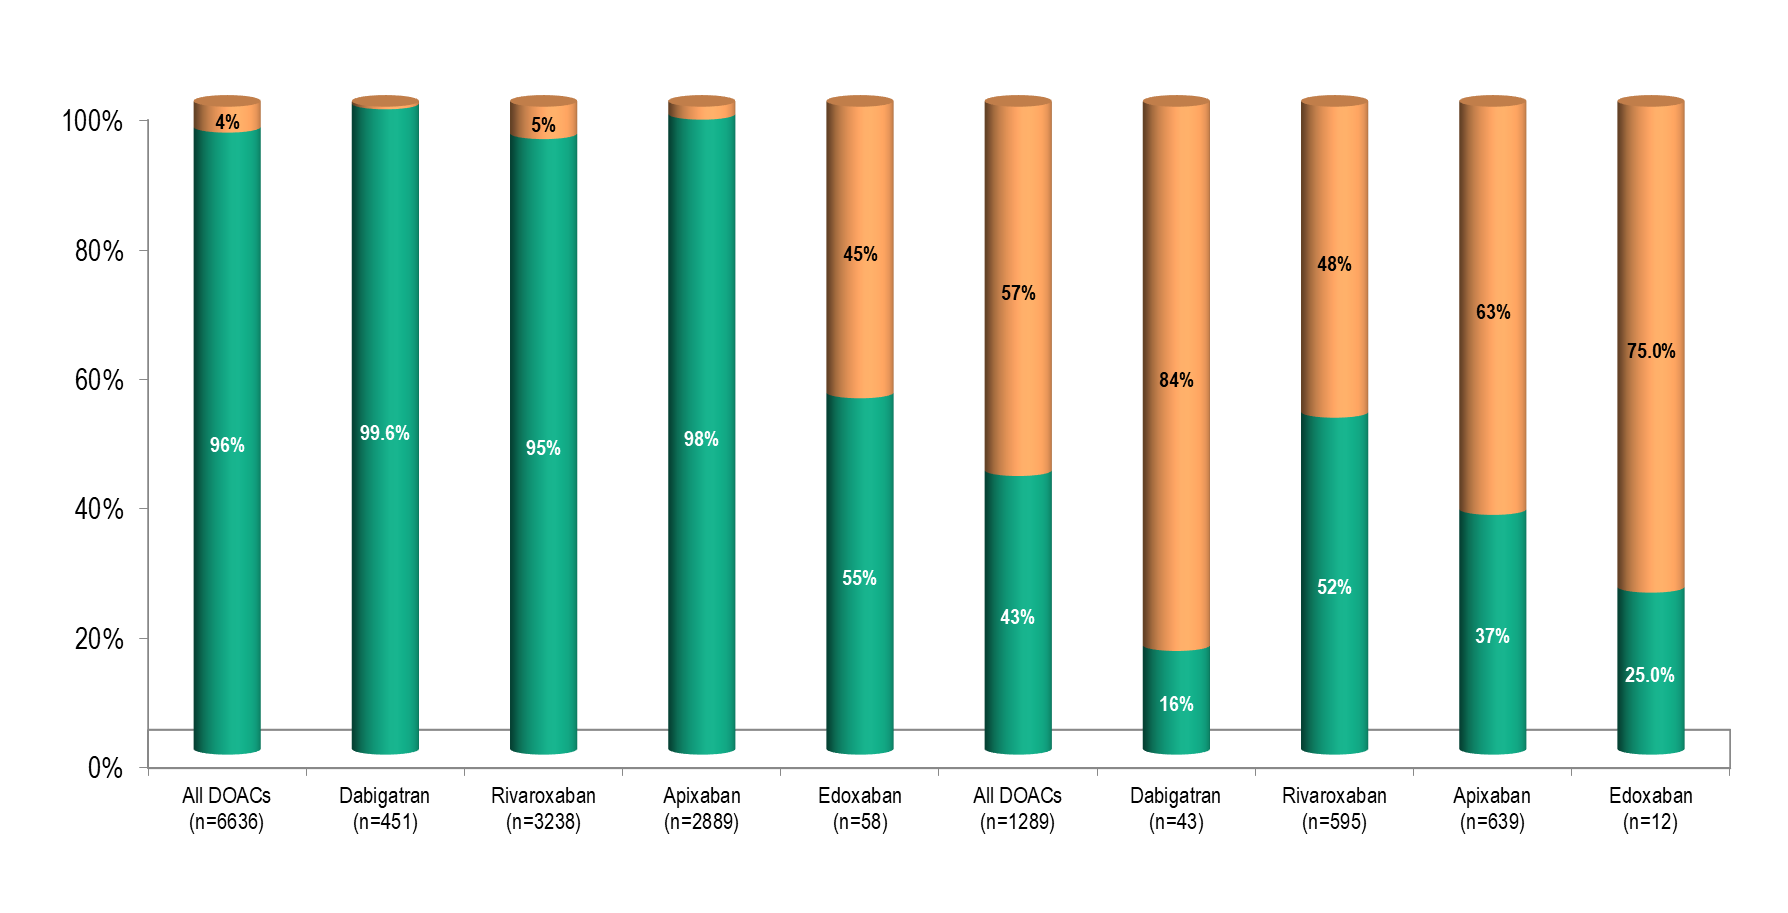 100%
80%
60%
40%
20%
0%
4%
96%
99.6%
5%
95%
98%
45%
55%
57%
43%
84%
16%
48%
52%
63%
37%
75.0%
25.0%
All DOACs
(n=6636)
Dabigatran
(n=451)
Rivaroxaban
(n=3238)
Apixaban
(n=2889)
Edoxaban
(n=58)
All DOACs
(n=1289)
Dabigatran
(n=43)
Rivaroxaban
(n=595)
Apixaban
(n=639)
Edoxaban
(n=12)